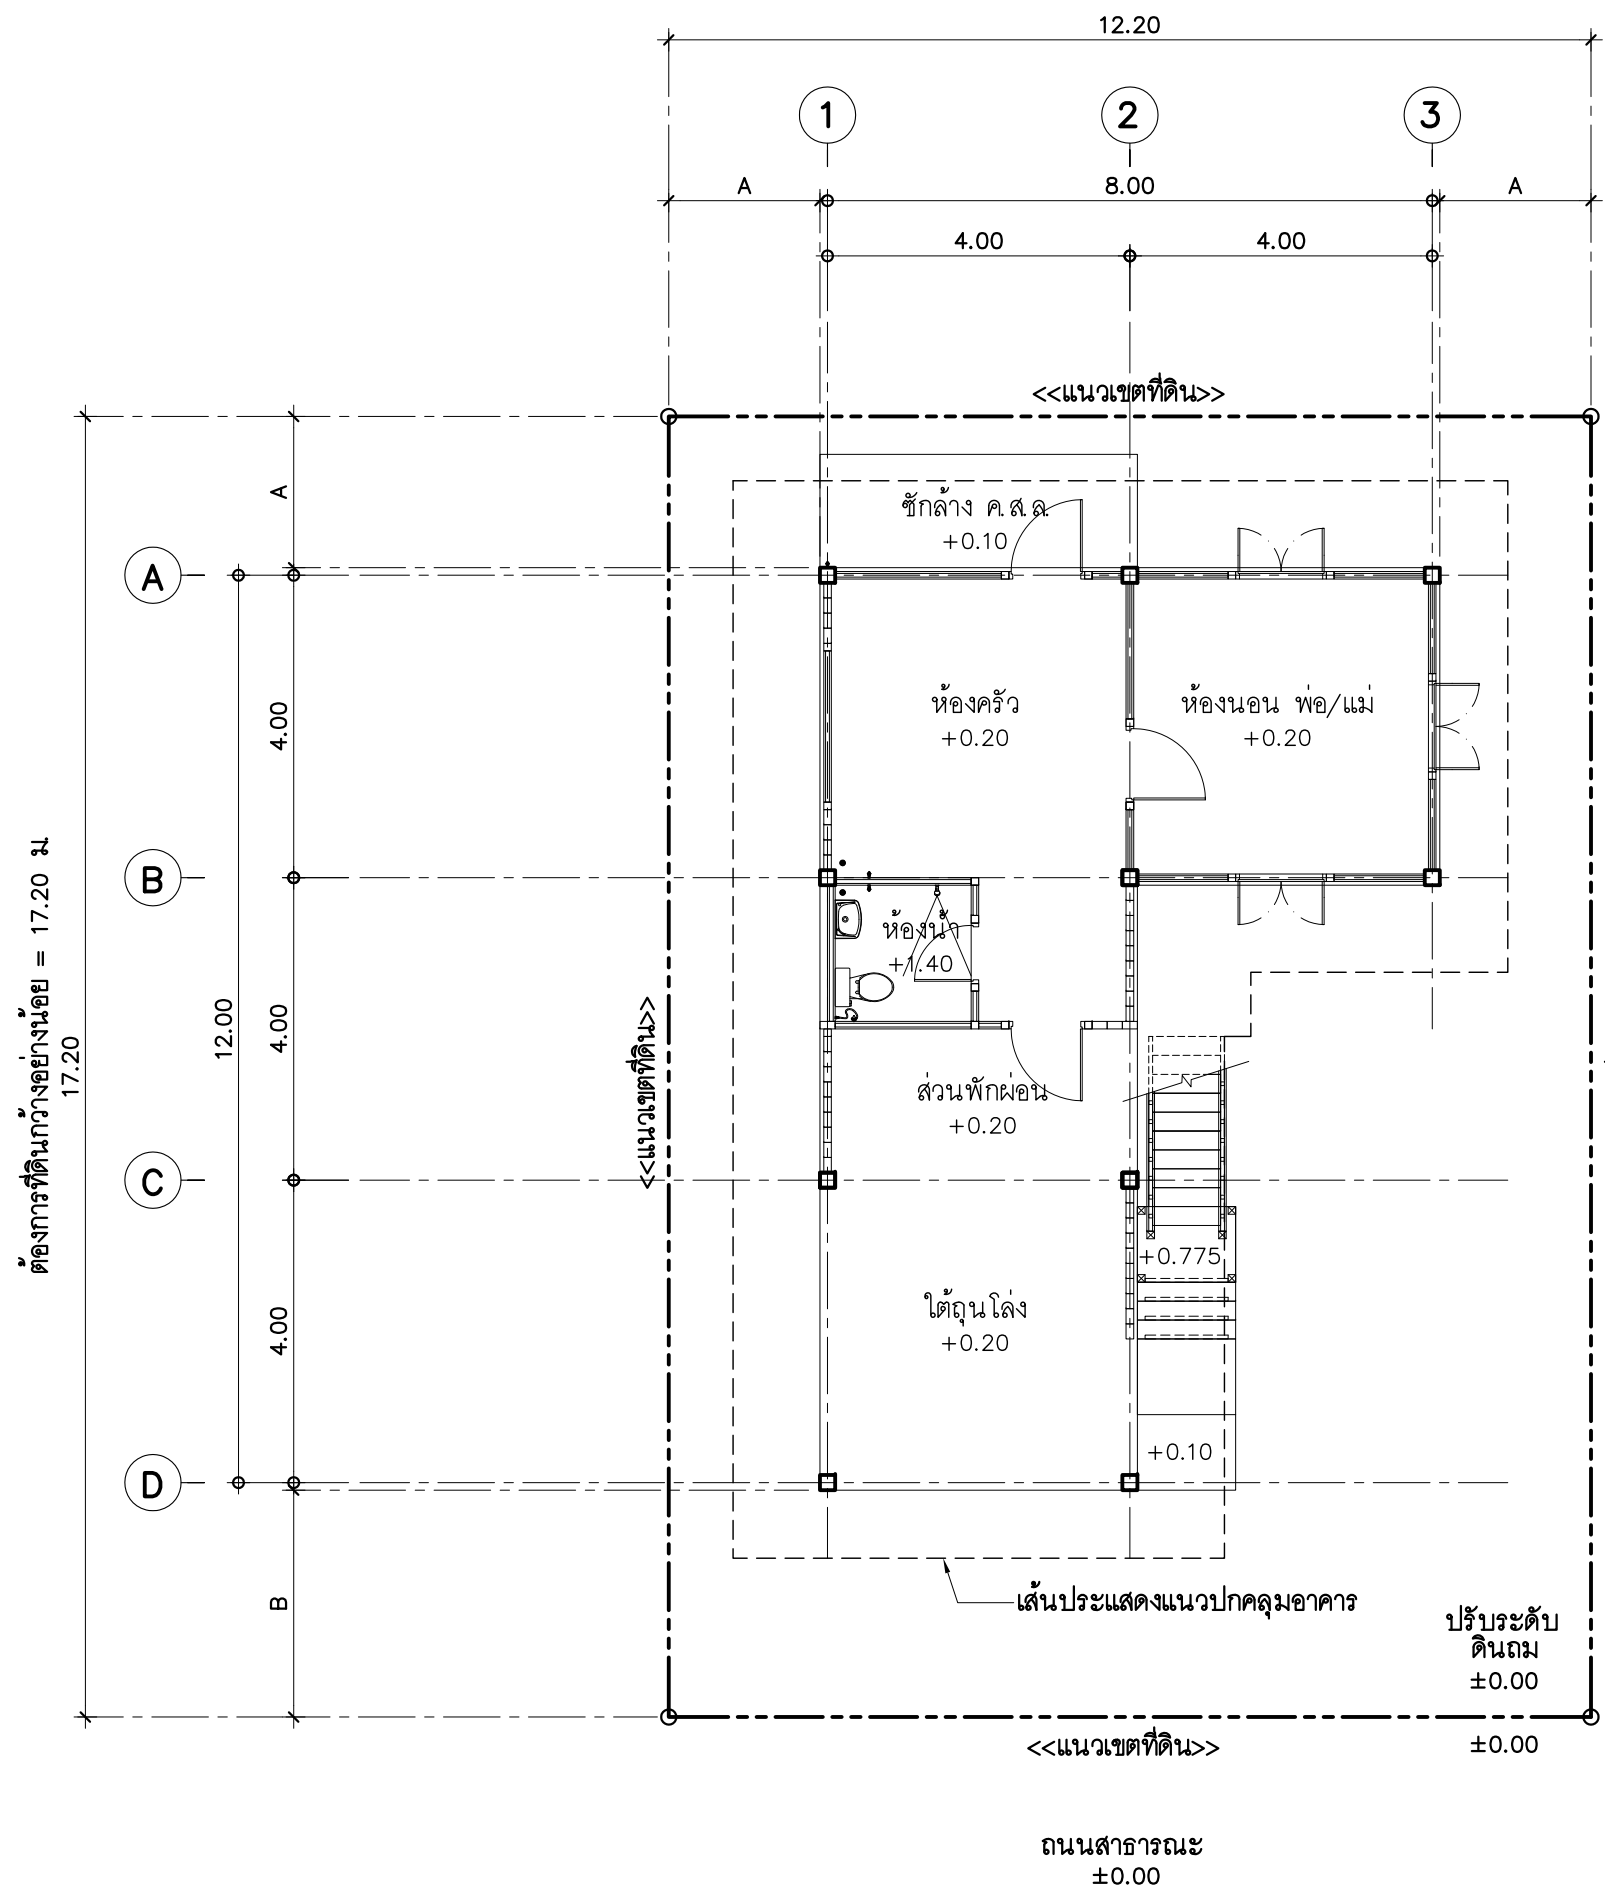 12.20
1
2
3
A
8.00
A
4.00
4.00
<<แนวเขตที่ดิน>>
A
ซักล้าง ค.ส.ล.
+0.10
A
4.00
ห้องครัว
+0.20
ห้องนอน พ่อ/แม่
+0.20
B
ห้องน้ำ
+1.40
ต้องการที่ดินกว้างอย่างน้อย = 17.20 ม.
17.20
12.00
4.00
<<แนวเขตที่ดิน>>
ส่วนพักผ่อน
+0.20
C
+0.775
4.00
ใต้ถุนโล่ง
+0.20
+0.10
D
B
เส้นประแสดงแนวปกคลุมอาคาร
ปรับระดับ
ดินถม
±0.00
<<แนวเขตที่ดิน>>
±0.00
ถนนสาธารณะ
±0.00